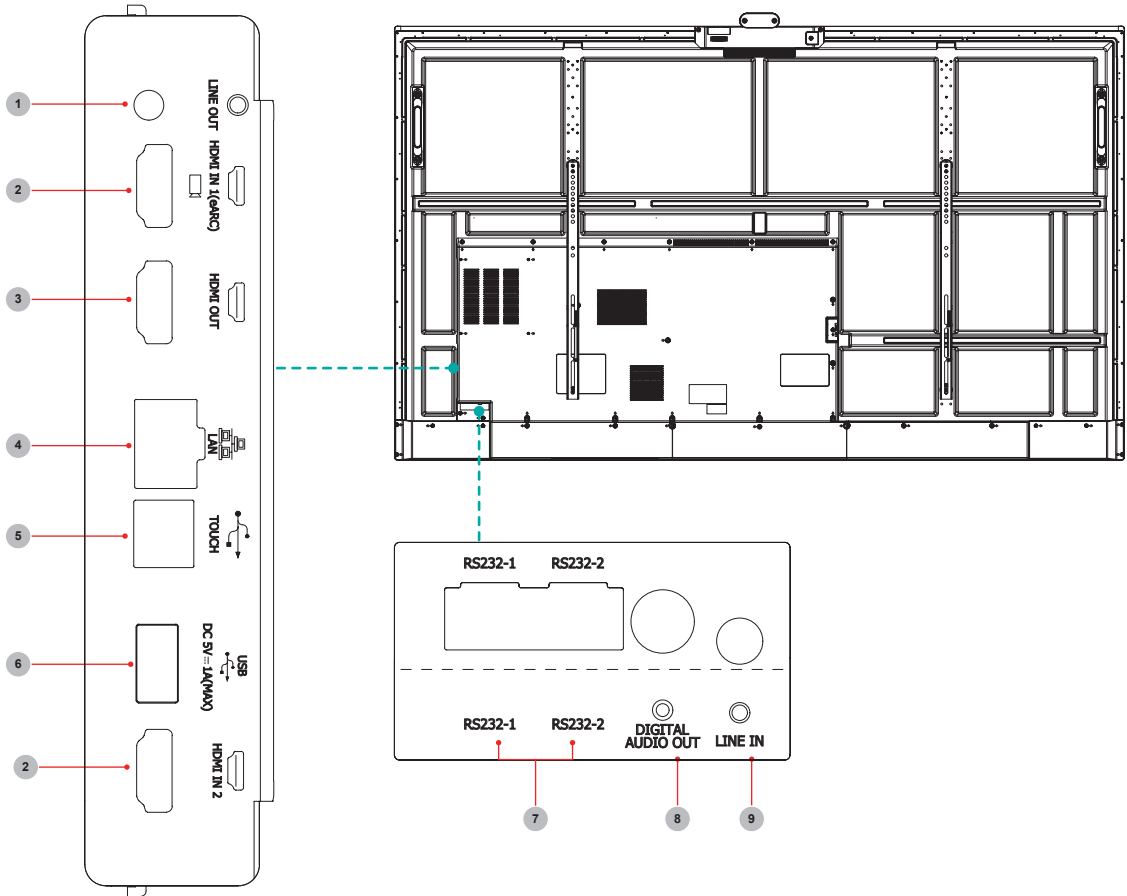 1
LINE OUT
2
HDMI IN 1(eARC)
3
HDMI OUT
4
LAN
5
TOUCH
6
USB
DC 5V⎓1A(MAX)
2
HDMI IN 2
RS232-1 RS232-2
RS232-1 RS232-2
DIGITAL
AUDIO OUT
LINE IN
7 8 9